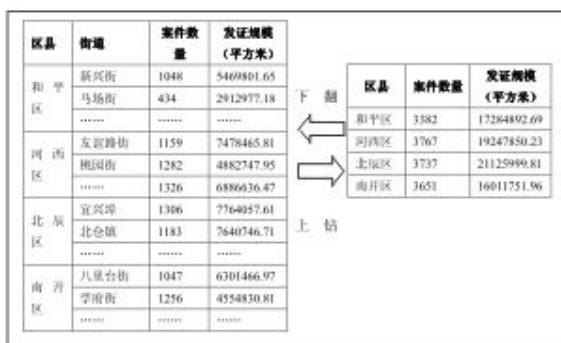 区县 街道 案件数量 发证规模（平方米）
和平区 新兴街 1048 5469801.65
马场街 434 2912977.18
…… …… ……
河西区 友谊路街 1159 7478465.81
桃园街 1282 4882747.95
…… 1326 6886636.47
北辰区 宜兴埠 1306 7764057.61
北仓镇 1183 7640746.71
…… …… ……
南开区 八里台街 1047 6301466.97
学府街 1256 4554830.81
…… …… ……
下翻
上钻
区县 案件数量 发证规模（平方米）
和平区 3382 17284892.69
河西区 3767 19247850.23
北辰区 3737 21125999.81
南开区 3651 16011751.96